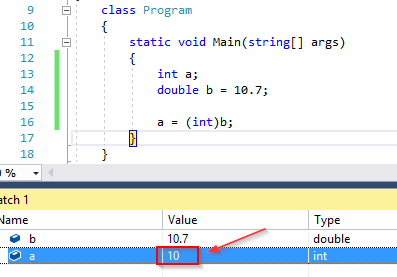 9 class Program
10 {
11 static void Main(string[] args)
12 {
13 int a;
14 double b = 10.7;
15
16 a = (int)b;
17 }
18 }
0 %
atch 1
Name Value Type
b 10.7 double
a 10 int